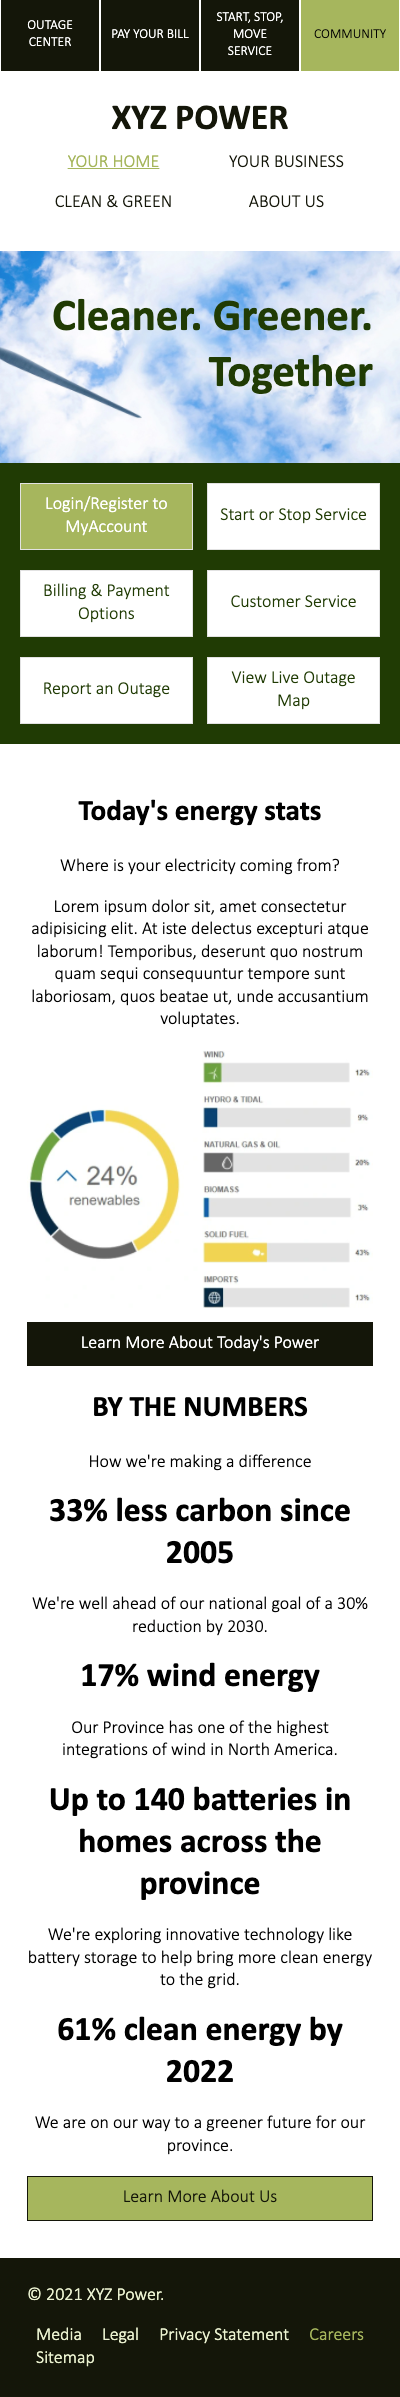 OUTAGE
CENTER
PAY YOUR BILL
START, STOP,
MOVE
SERVICE
COMMUNITY
XYZ POWER
YOUR HOME
YOUR BUSINESS
CLEAN & GREEN
ABOUT US
Cleaner. Greener.
Together
Login/Register to
MyAccount
Start or Stop Service
Billing & Payment
Options
Customer Service
Report an Outage
View Live Outage
Map
Today's energy stats
Where is your electricity coming from?
Lorem ipsum dolor sit, amet consectetur
adipisicing elit. At iste delectus excepturi atque
laborum! Temporibus, deserunt quo nostrum
quam sequi consequuntur tempore sunt
laboriosam, quos beatae ut, unde accusantium
voluptates.
24%
renewables
WIND
12%
HYDRO & TIDAL
9%
NATURAL GAS & OIL
20%
BIOMASS
3%
SOLID FUEL
43%
IMPORTS
13%
Learn More About Today's Power
BY THE NUMBERS
How we're making a difference
33% less carbon since
2005
We're well ahead of our national goal of a 30%
reduction by 2030.
17% wind energy
Our Province has one of the highest
integrations of wind in North America.
Up to 140 batteries in
homes across the
province
We're exploring innovative technology like
battery storage to help bring more clean energy
to the grid.
61% clean energy by
2022
We are on our way to a greener future for our
province.
Learn More About Us
© 2021 XYZ Power.
Media Legal Privacy Statement Careers
Sitemap